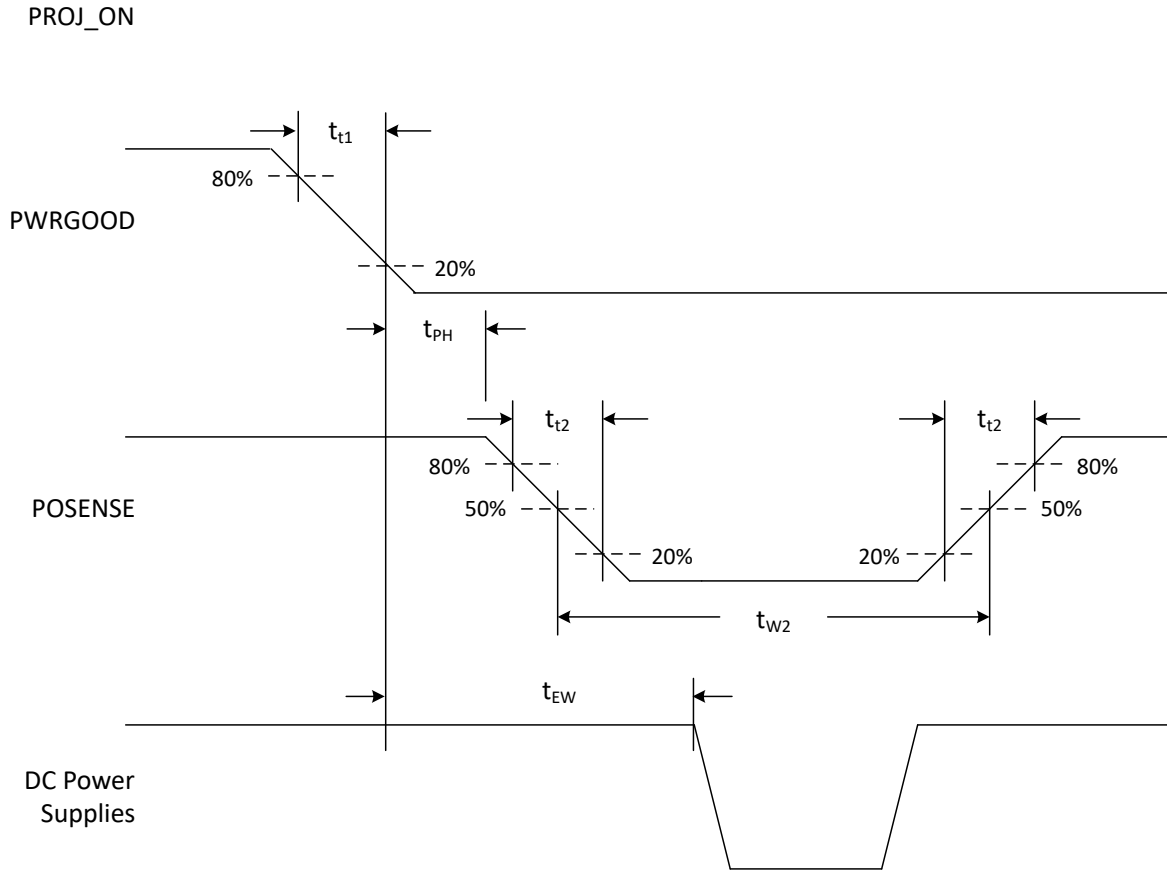 PROJ_ON
t_t1
80%
PWRGOOD
20%
t_PH
t_t2
t_t2
80%
80%
POSENSE
50%
50%
20%
20%
t_W2
t_EW
DC Power
Supplies